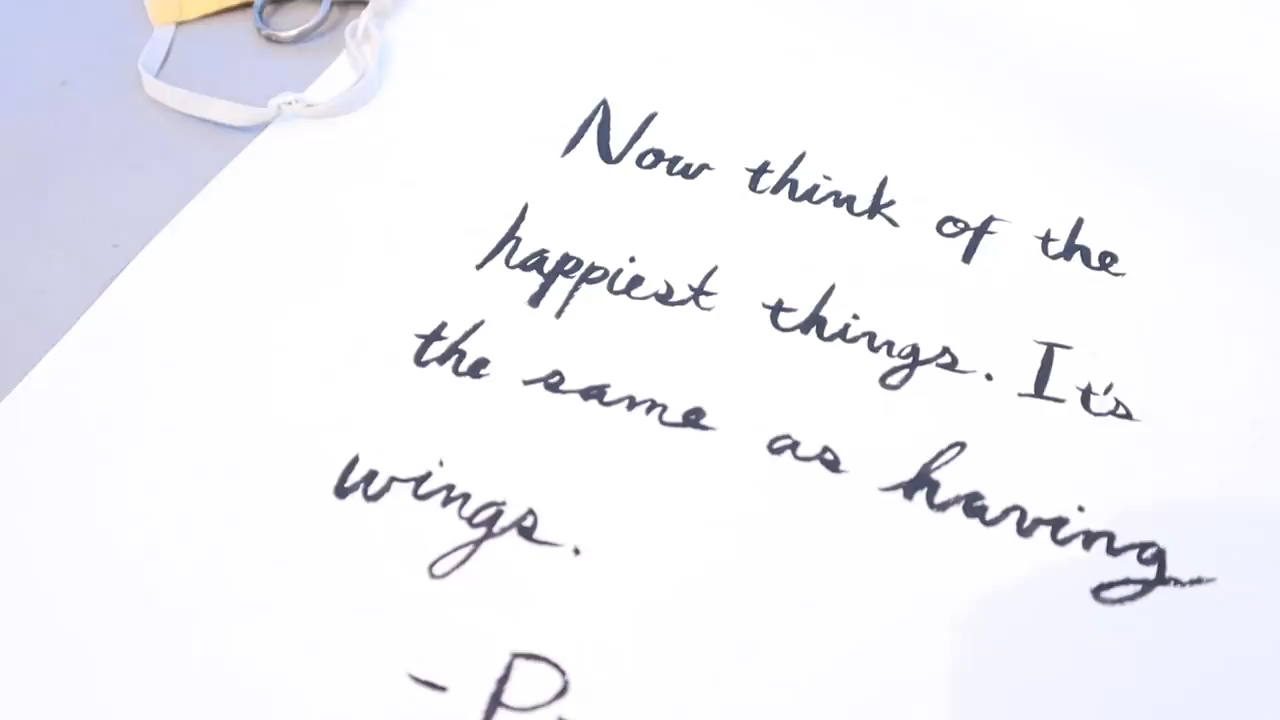 Now think of the
happiest things. It's
the same as having
wings.
- P